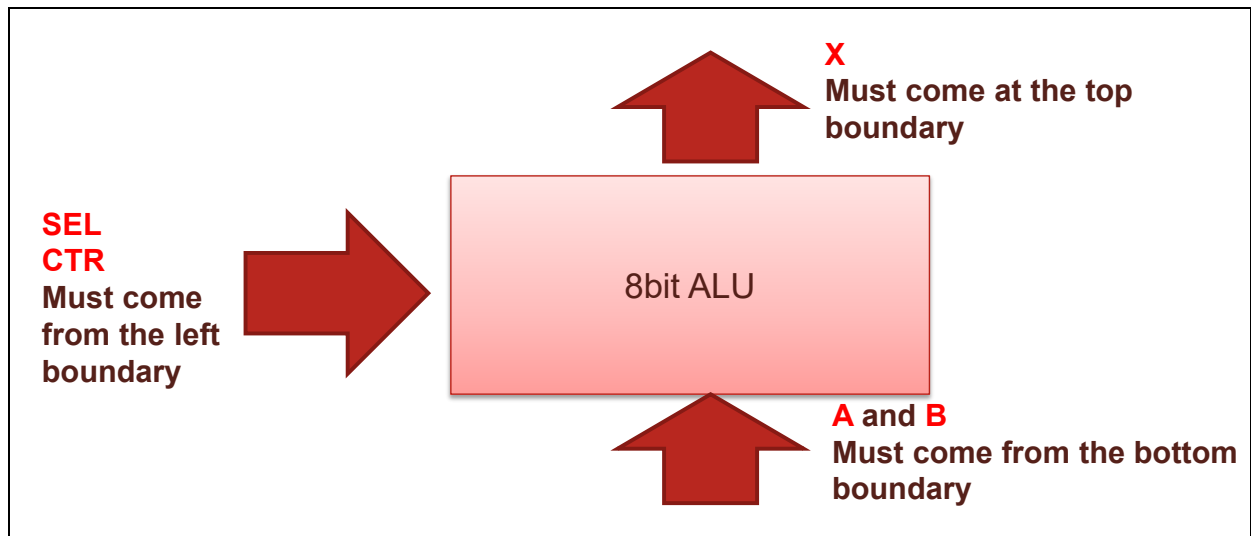 X
Must come at the top
boundary
SEL
CTR
Must come
from the left
boundary
8bit ALU
A and B
Must come from the bottom
boundary